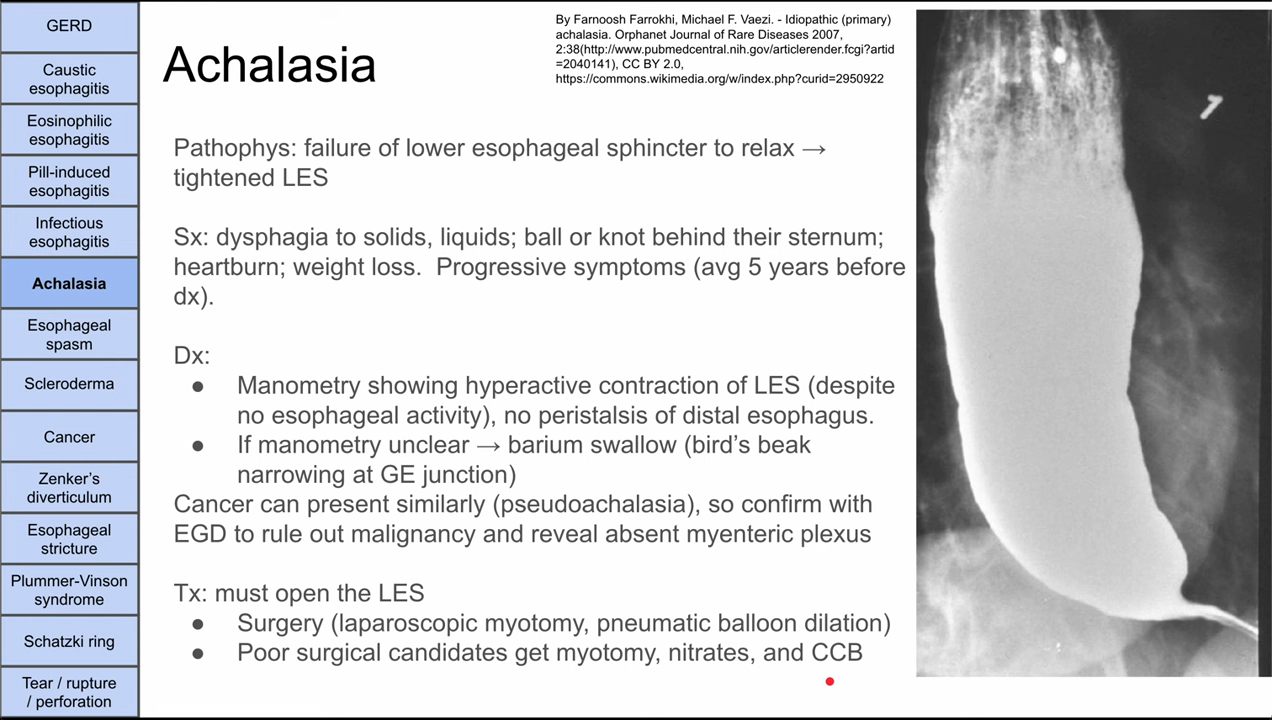 GERD
Caustic
esophagitis
Eosinophilic
esophagitis
Pill-induced
esophagitis
Infectious
esophagitis
Achalasia
Esophageal
spasm
Scleroderma
Cancer
Zenker's
diverticulum
Esophageal
stricture
Plummer-Vinson
syndrome
Schatzki ring
Tear / rupture
/ perforation
Achalasia
By Farnoosh Farrokhi, Michael F. Vaezi. - Idiopathic (primary)
achalasia. Orphanet Journal of Rare Diseases 2007,
2:38(http://www.pubmedcentral.nih.gov/articlerender.fcgi?artid
=2040141), CC BY 2.0,
https://commons.wikimedia.org/w/index.php?curid=2950922
Pathophys: failure of lower esophageal sphincter to relax →
tightened LES
Sx: dysphagia to solids, liquids; ball or knot behind their sternum;
heartburn; weight loss. Progressive symptoms (avg 5 years before
dx).
Dx:
● Manometry showing hyperactive contraction of LES (despite
no esophageal activity), no peristalsis of distal esophagus.
● If manometry unclear → barium swallow (bird's beak
narrowing at GE junction)
Cancer can present similarly (pseudoachalasia), so confirm with
EGD to rule out malignancy and reveal absent myenteric plexus
Tx: must open the LES
● Surgery (laparoscopic myotomy, pneumatic balloon dilation)
● Poor surgical candidates get myotomy, nitrates, and CCB